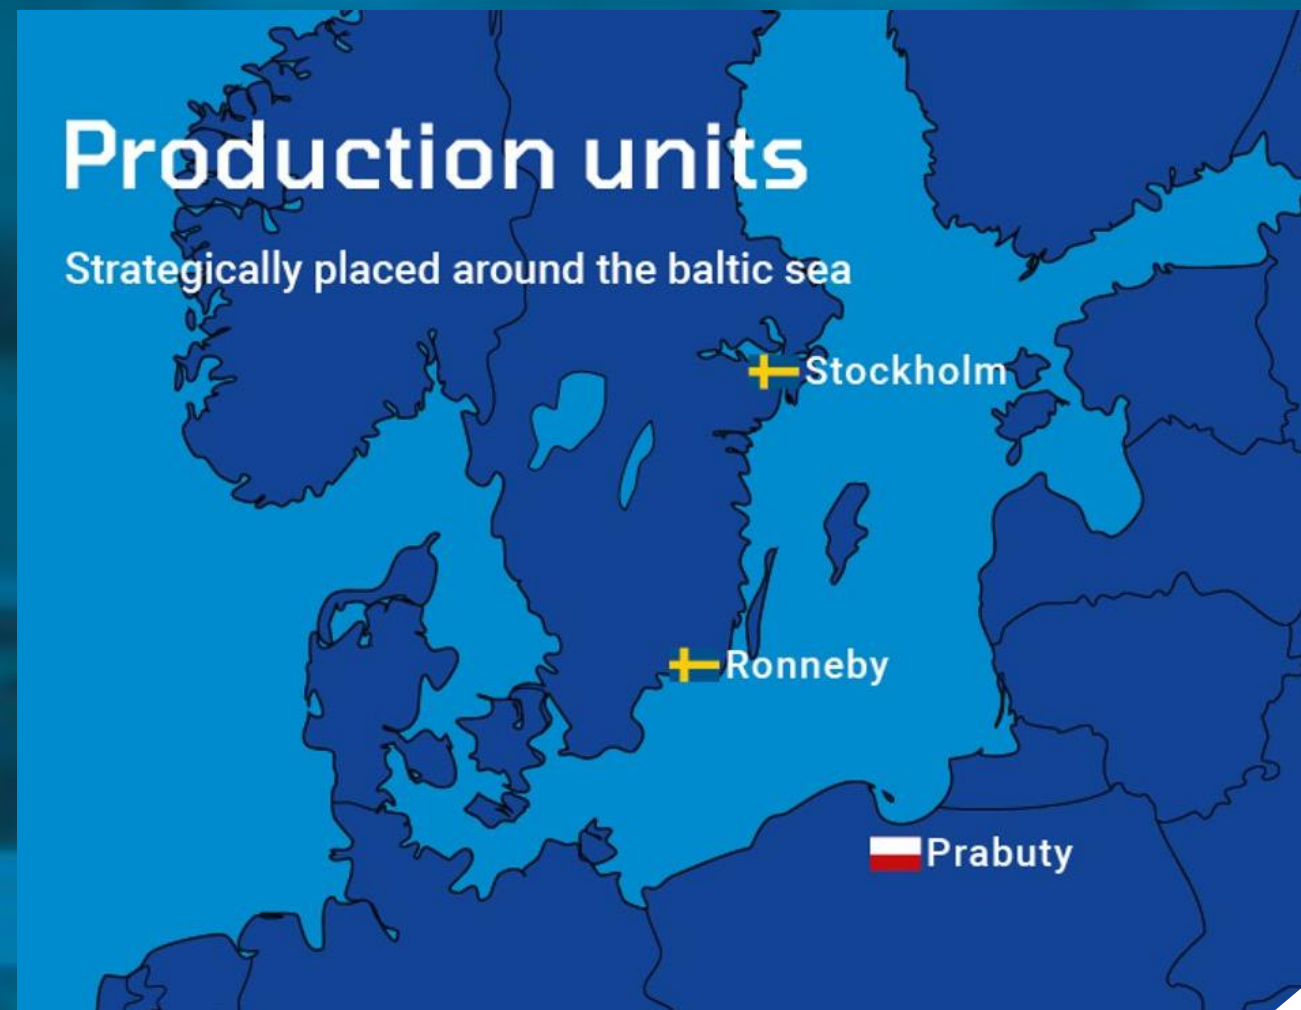 Production units
Strategically placed around the baltic sea
Stockholm
Ronneby
Prabuty